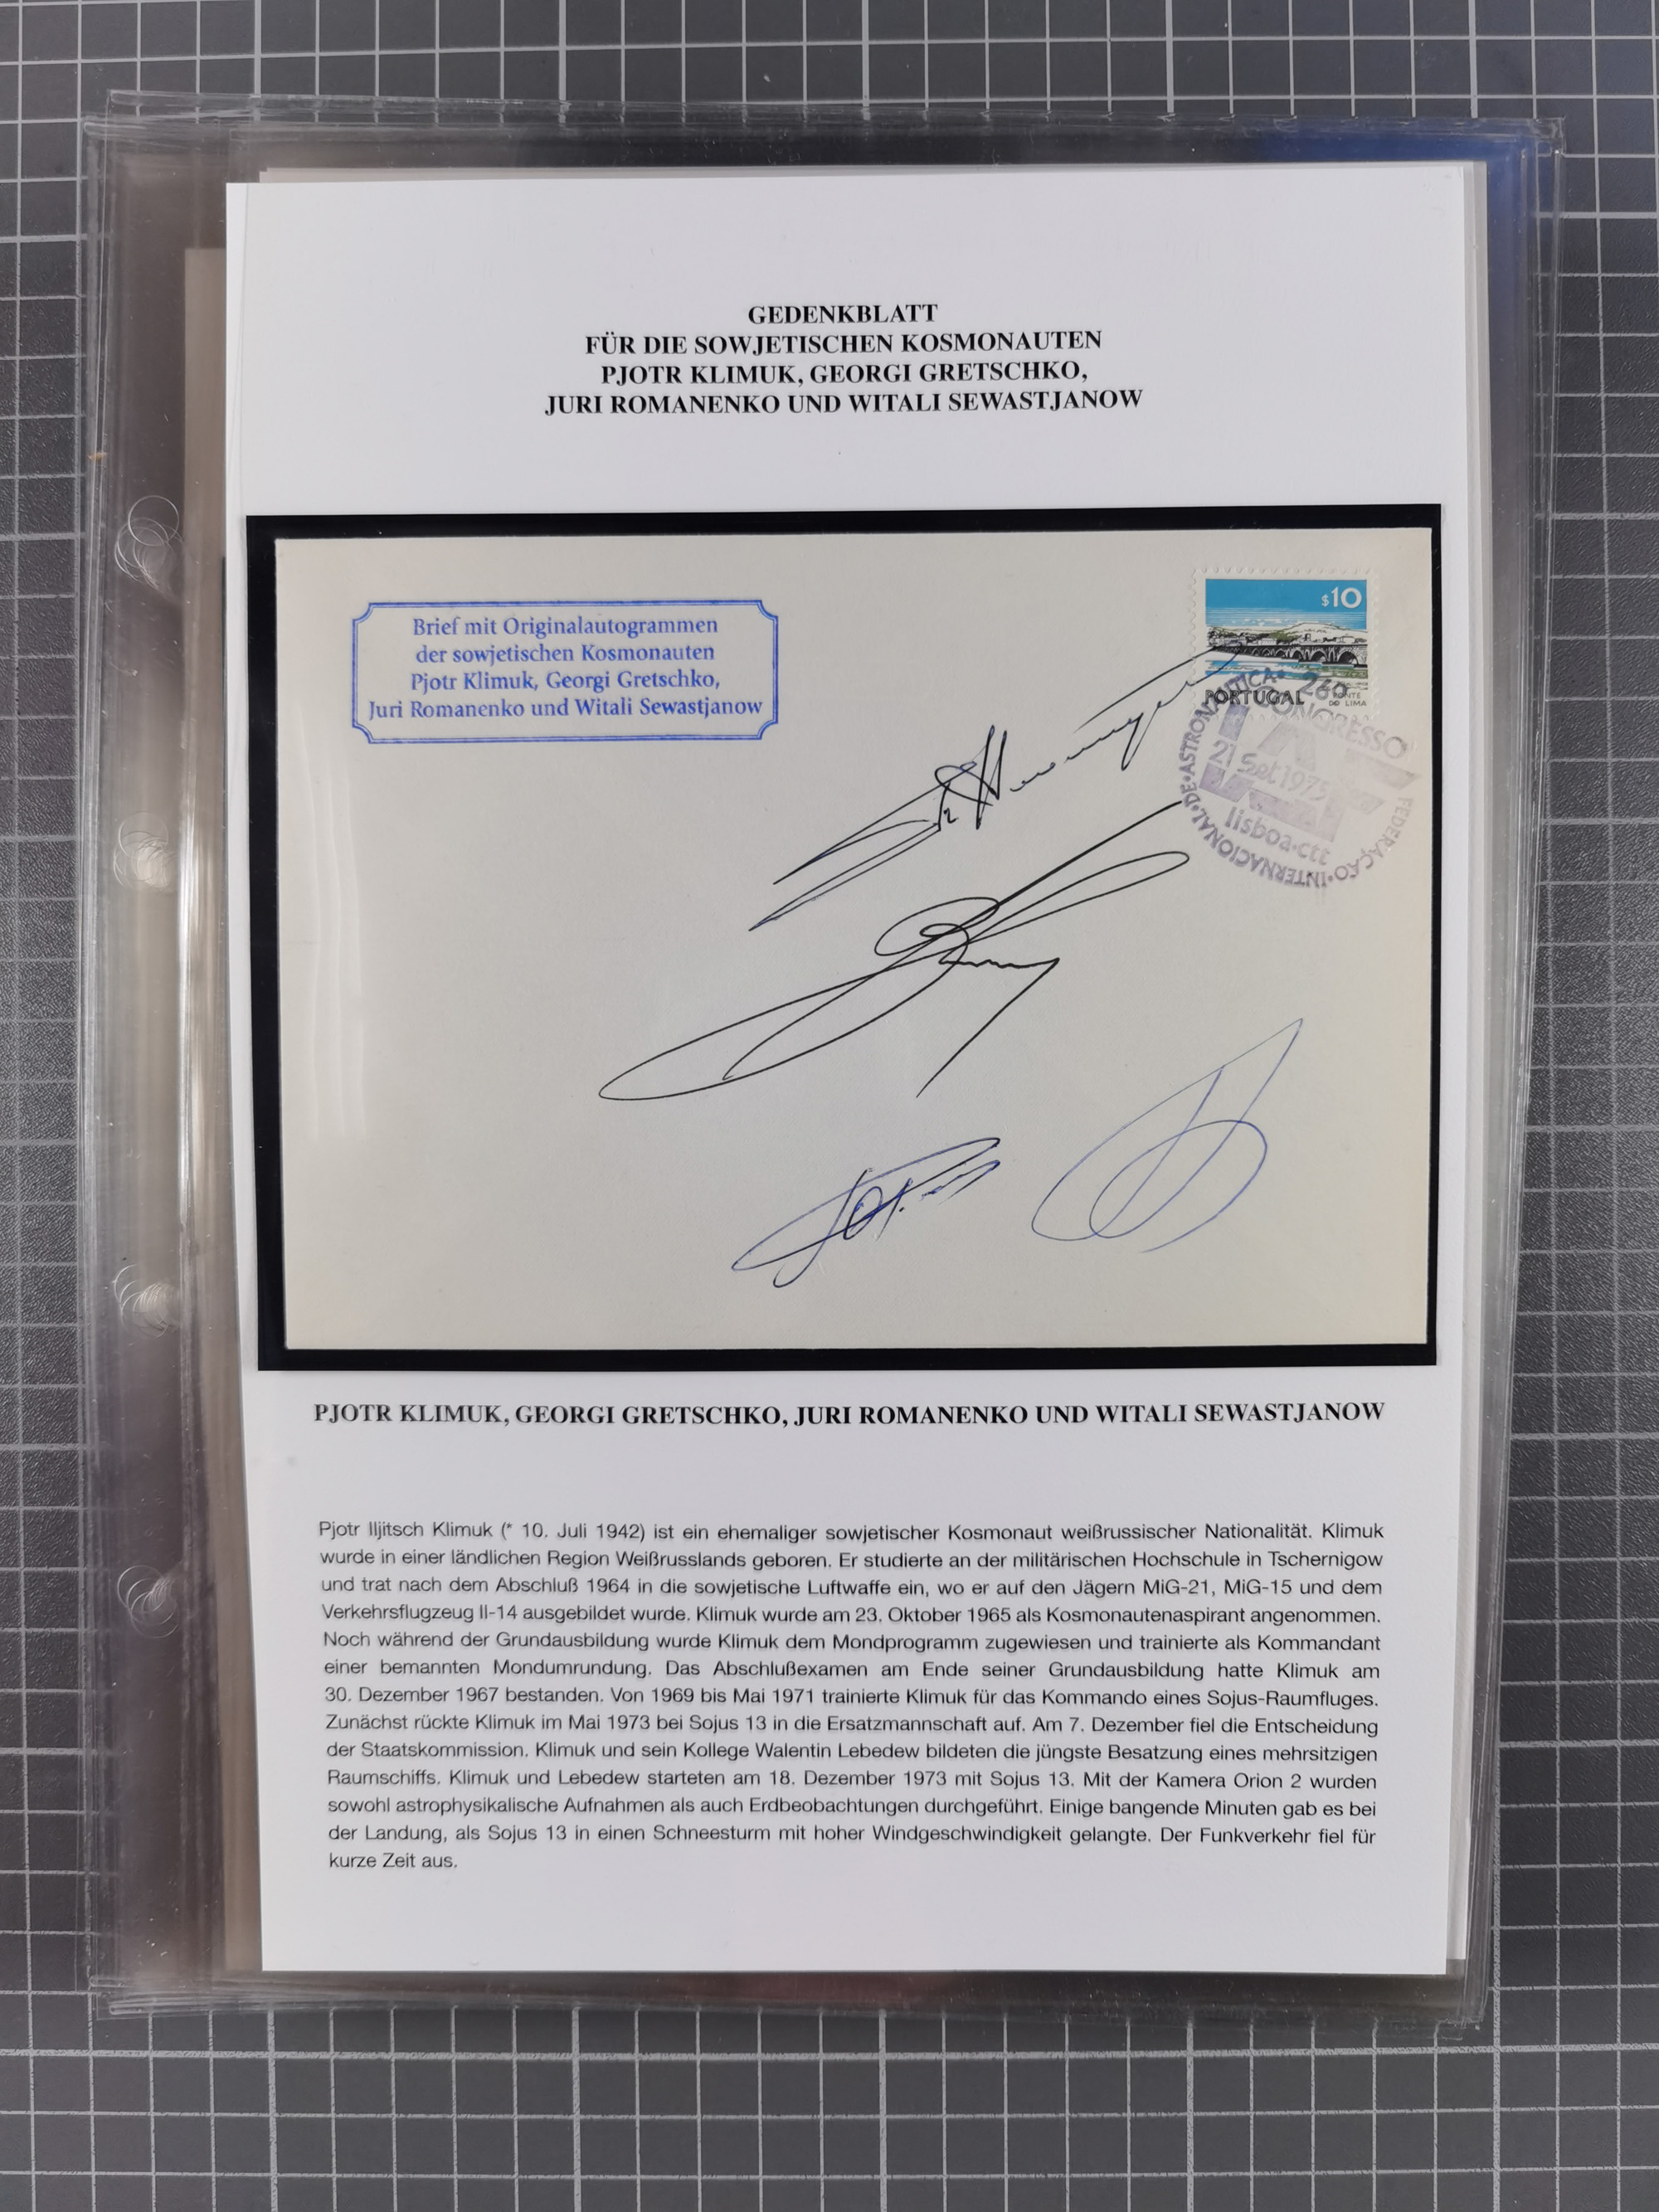 GEDENKBLATT
FÜR DIE SOWJETISCHEN KOSMONAUTEN
PJOTR KLIMUK, GEORGI GRETSCHKO,
JURI ROMANENKO UND WITALI SEWASTJANOW
Brief mit Originalautogrammen
der sowjetischen Kosmonauten
Pjotr Klimuk, Georgi Gretschko,
Juri Romanenko und Witali Sewastjanow
$10
PORTUGAL
PONTE
DO LIMA
26º CONGRESSO
FEDERAÇÃO•INTERNACIONAL•DE•ASTRONÁUTICA•
IAF
21 Set 1975
lisboa•ctt
PJOTR KLIMUK, GEORGI GRETSCHKO, JURI ROMANENKO UND WITALI SEWASTJANOW
Pjotr Iljitsch Klimuk (* 10. Juli 1942) ist ein ehemaliger sowjetischer Kosmonaut weißrussischer Nationalität. Klimuk
wurde in einer ländlichen Region Weißrusslands geboren. Er studierte an der militärischen Hochschule in Tschernigow
und trat nach dem Abschluß 1964 in die sowjetische Luftwaffe ein, wo er auf den Jägern MiG-21, MiG-15 und dem
Verkehrsflugzeug Il-14 ausgebildet wurde. Klimuk wurde am 23. Oktober 1965 als Kosmonautenaspirant angenommen.
Noch während der Grundausbildung wurde Klimuk dem Mondprogramm zugewiesen und trainierte als Kommandant
einer bemannten Mondumrundung. Das Abschlußexamen am Ende seiner Grundausbildung hatte Klimuk am
30. Dezember 1967 bestanden. Von 1969 bis Mai 1971 trainierte Klimuk für das Kommando eines Sojus-Raumfluges.
Zunächst rückte Klimuk im Mai 1973 bei Sojus 13 in die Ersatzmannschaft auf. Am 7. Dezember fiel die Entscheidung
der Staatskommission. Klimuk und sein Kollege Walentin Lebedew bildeten die jüngste Besatzung eines mehrsitzigen
Raumschiffs. Klimuk und Lebedew starteten am 18. Dezember 1973 mit Sojus 13. Mit der Kamera Orion 2 wurden
sowohl astrophysikalische Aufnahmen als auch Erdbeobachtungen durchgeführt. Einige bangende Minuten gab es bei
der Landung, als Sojus 13 in einen Schneesturm mit hoher Windgeschwindigkeit gelangte. Der Funkverkehr fiel für
kurze Zeit aus.